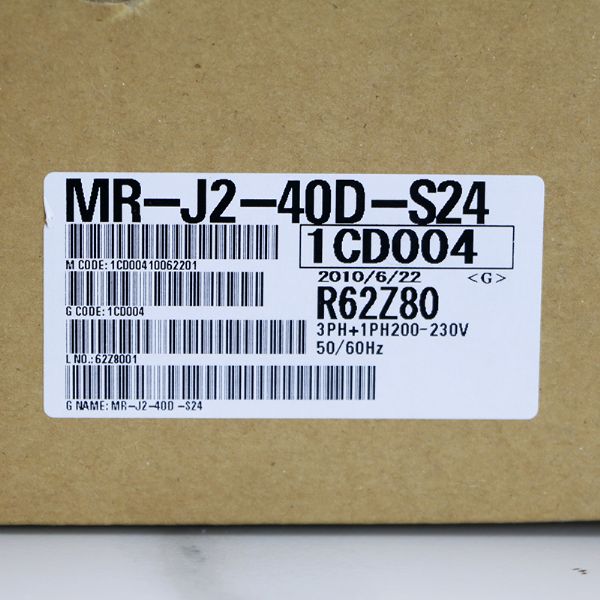 MR-J2-40D-S24
1CD004
M CODE: 1CD00410062201
2010/6/22 <G>
R62Z80
G CODE: 1CD004
3PH+1PH200-230V
50/60Hz
L NO.: 62Z8001
G NAME: MR-J2-40D -S24